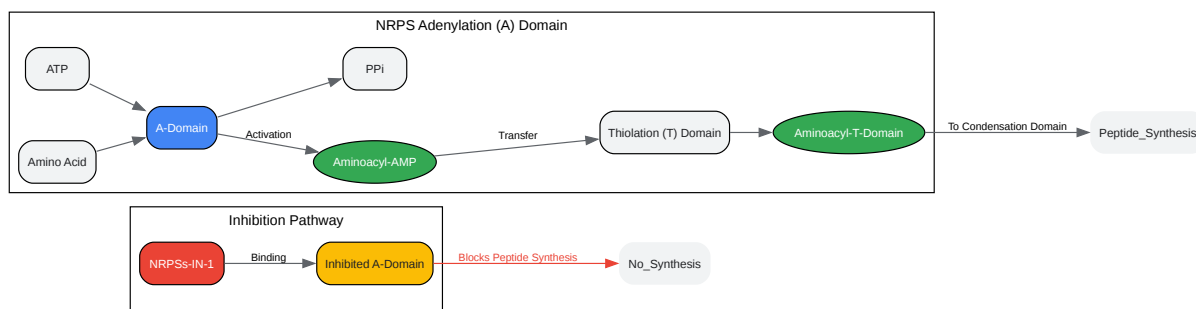 NRPS Adenylation (A) Domain
ATP
PPi
A-Domain
Activation
Amino Acid
Aminoacyl-AMP
Transfer
Thiolation (T) Domain
Aminoacyl-T-Domain
To Condensation Domain
Peptide_Synthesis
Inhibition Pathway
NRPSs-IN-1
Binding
Inhibited A-Domain
Blocks Peptide Synthesis
No_Synthesis